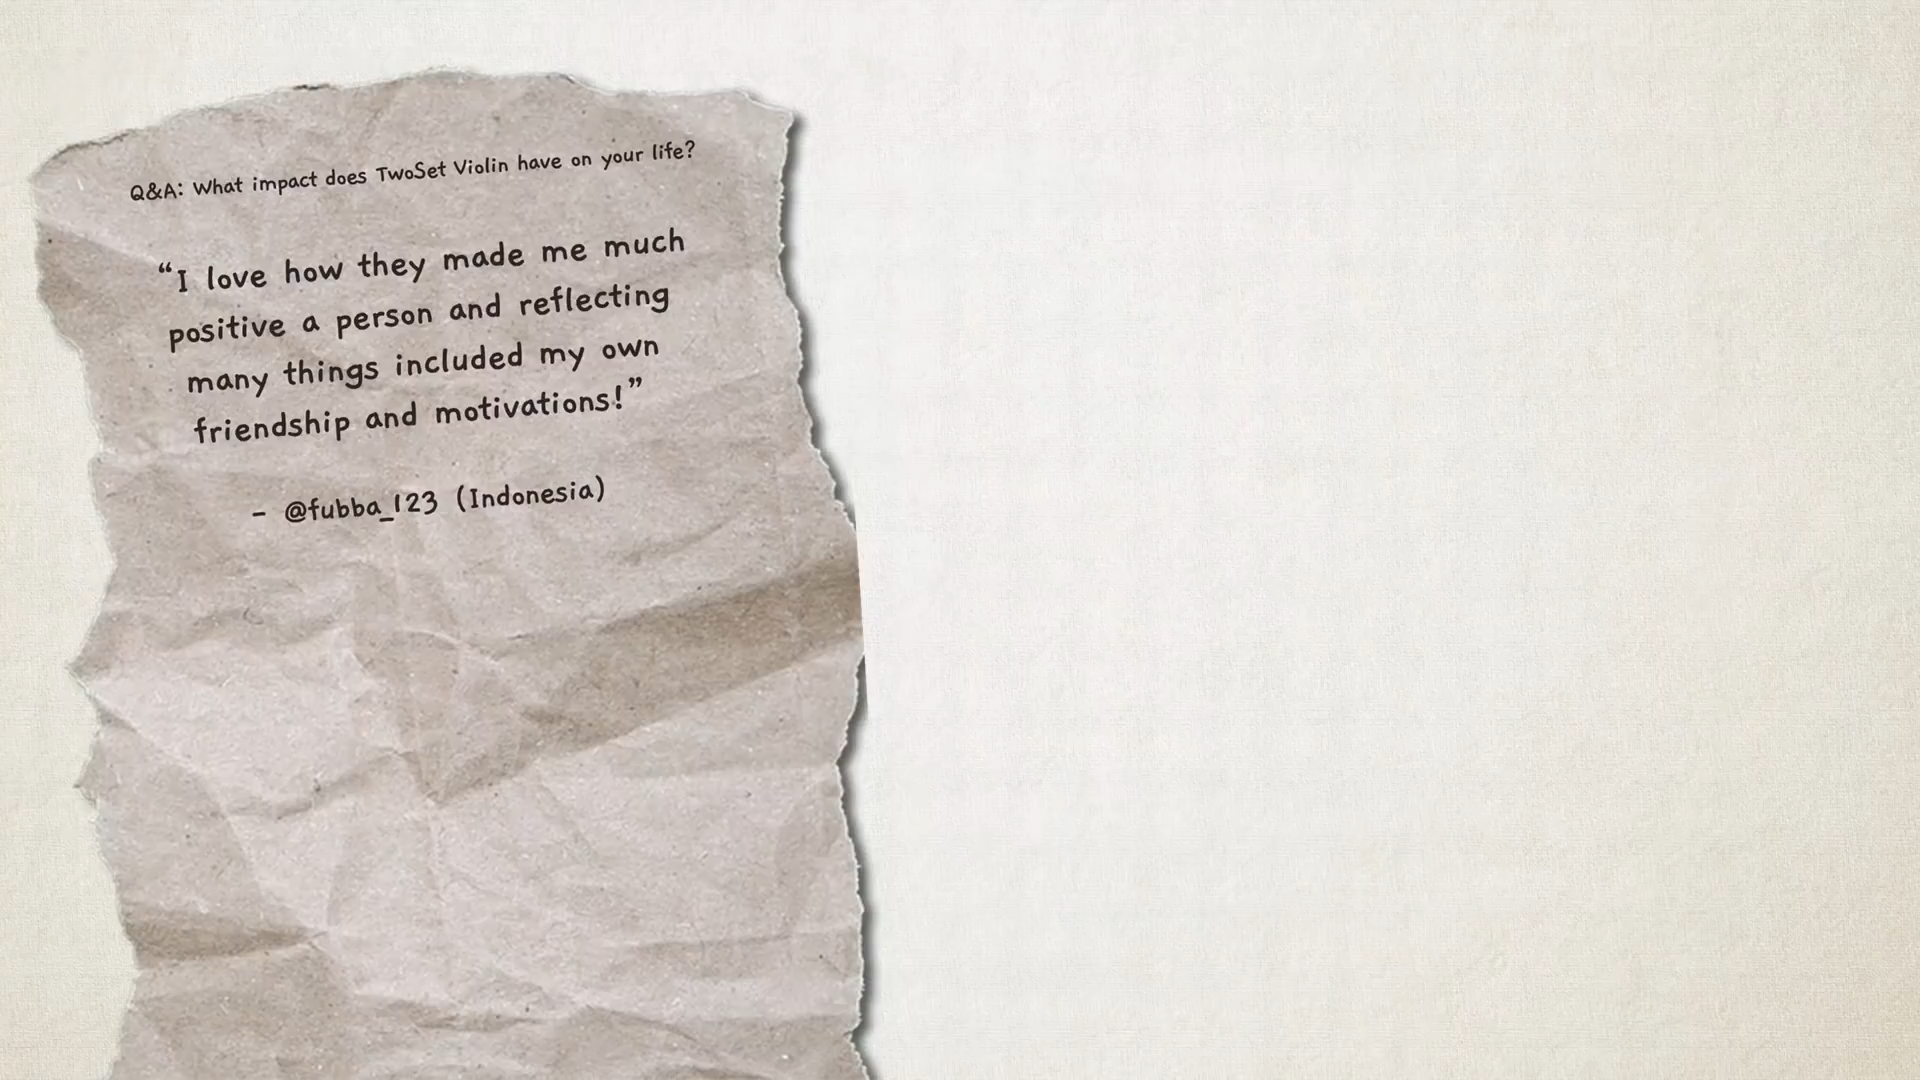 Q&A: What impact does TwoSet Violin have on your life?
“I love how they made me much
positive a person and reflecting
many things included my own
friendship and motivations!”
- @fubba_123 (Indonesia)